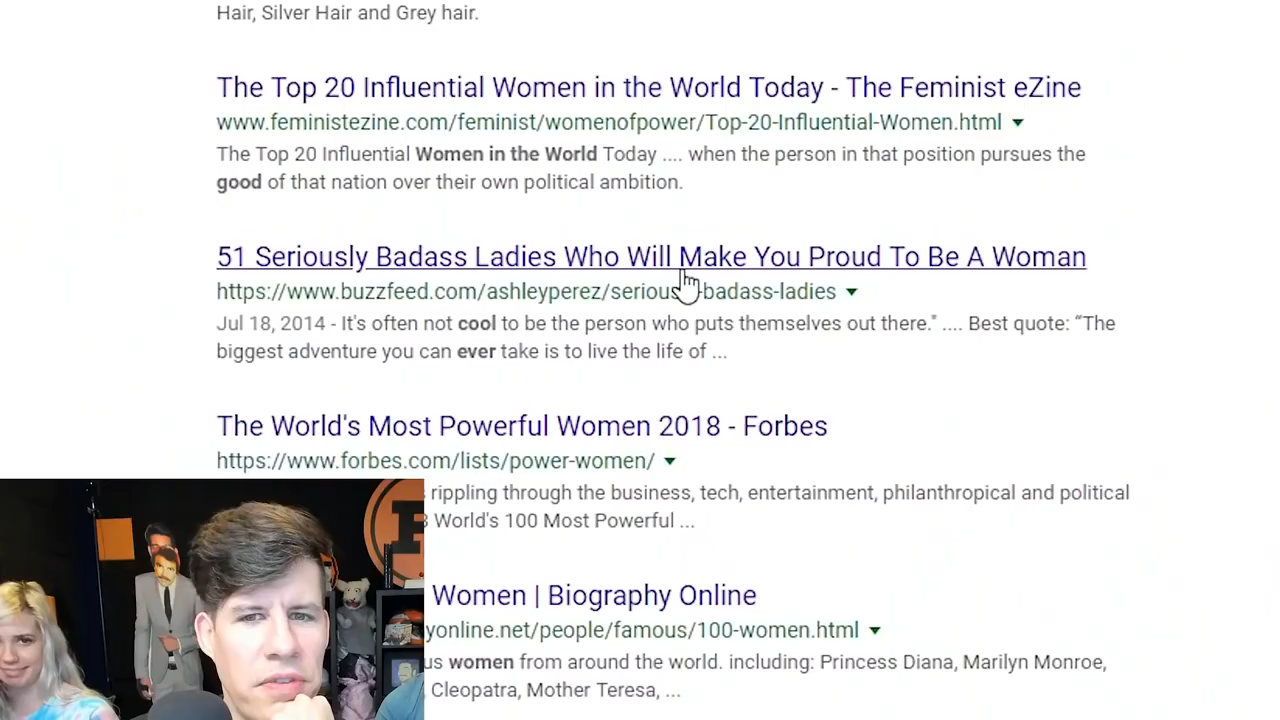 Hair, Silver Hair and Grey hair.
The Top 20 Influential Women in the World Today - The Feminist eZine
www.feministezine.com/feminist/womenofpower/Top-20-Influential-Women.html
The Top 20 Influential Women in the World Today .... when the person in that position pursues the
good of that nation over their own political ambition.
51 Seriously Badass Ladies Who Will Make You Proud To Be A Woman
https://www.buzzfeed.com/ashleyperez/serious -badass-ladies
Jul 18, 2014 - It's often not cool to be the person who puts themselves out there." .... Best quote: “The
biggest adventure you can ever take is to live the life of ...
The World's Most Powerful Women 2018 - Forbes
https://www.forbes.com/lists/power-women/
rippling through the business, tech, entertainment, philanthropical and political
World's 100 Most Powerful ...
Women | Biography Online
yonline.net/people/famous/100-women.html
us women from around the world. including: Princess Diana, Marilyn Monroe,
, Cleopatra, Mother Teresa, ...